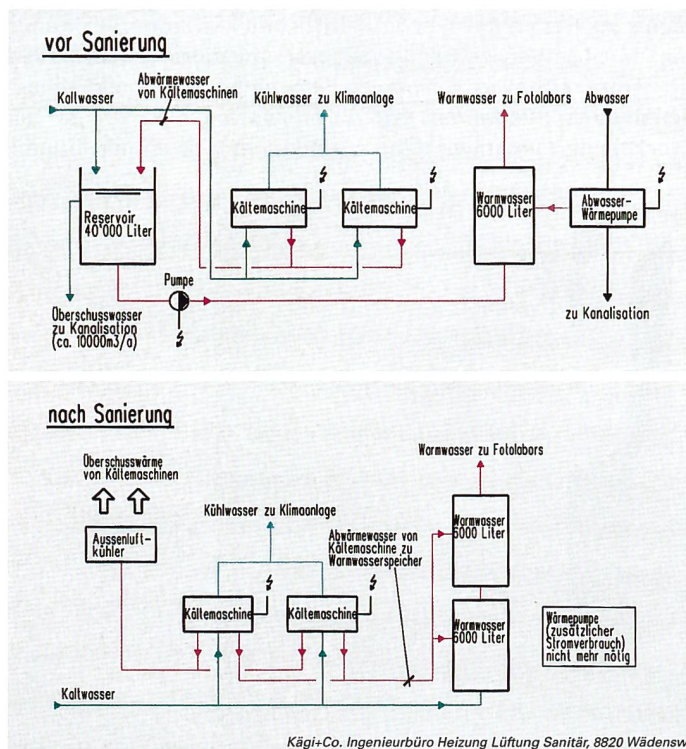 vor Sanierung
Abwärmewasser
von Kältemaschinen
Kaltwasser
Kühlwasser zu Klimaanlage
Warmwasser zu Fotolabors
Abwasser
Reservoir
40'000 Liter
Kältemaschine
Kältemaschine
Warmwasser
6000 Liter
Abwasser-
Wärmepumpe
Pumpe
Überschusswasser
zu Kanalisation
(ca. 10000m3/a)
zu Kanalisation
nach Sanierung
Überschusswärme
von Kältemaschinen
Warmwasser zu Fotolabors
Kühlwasser zu Klimaanlage
Aussenluft-
kühler
Abwärmewasser von
Kältemaschine zu
Warmwasserspeicher
Warmwasser
6000 Liter
Kältemaschine
Kältemaschine
Warmwasser
6000 Liter
Wärmepumpe
(zusätzlicher
Stromverbrauch)
nicht mehr nötig
Kaltwasser
Kägi+Co. Ingenieurbüro Heizung Lüftung Sanitär, 8820 Wädensw